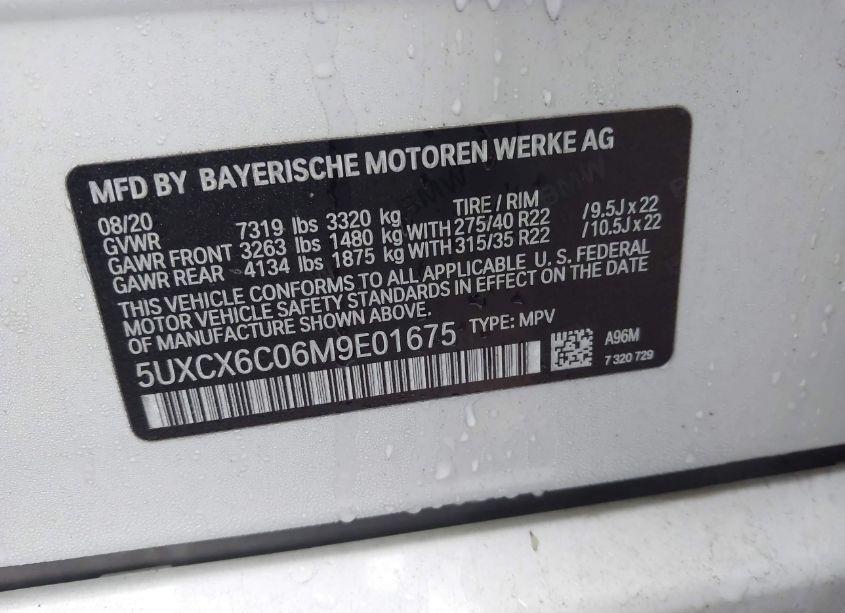 MFD BY BAYERISCHE MOTOREN WERKE AG
08/20 TIRE / RIM
GVWR 7319 lbs 3320 kg
GAWR FRONT 3263 lbs 1480 kg WITH 275/40 R22 /9.5J x 22
GAWR REAR 4134 lbs 1875 kg WITH 315/35 R22 /10.5J x 22
THIS VEHICLE CONFORMS TO ALL APPLICABLE U. S. FEDERAL
MOTOR VEHICLE SAFETY STANDARDS IN EFFECT ON THE DATE
OF MANUFACTURE SHOWN ABOVE.
5UXCX6C06M9E01675 TYPE: MPV
A96M
7 320 729
BMW
BMW